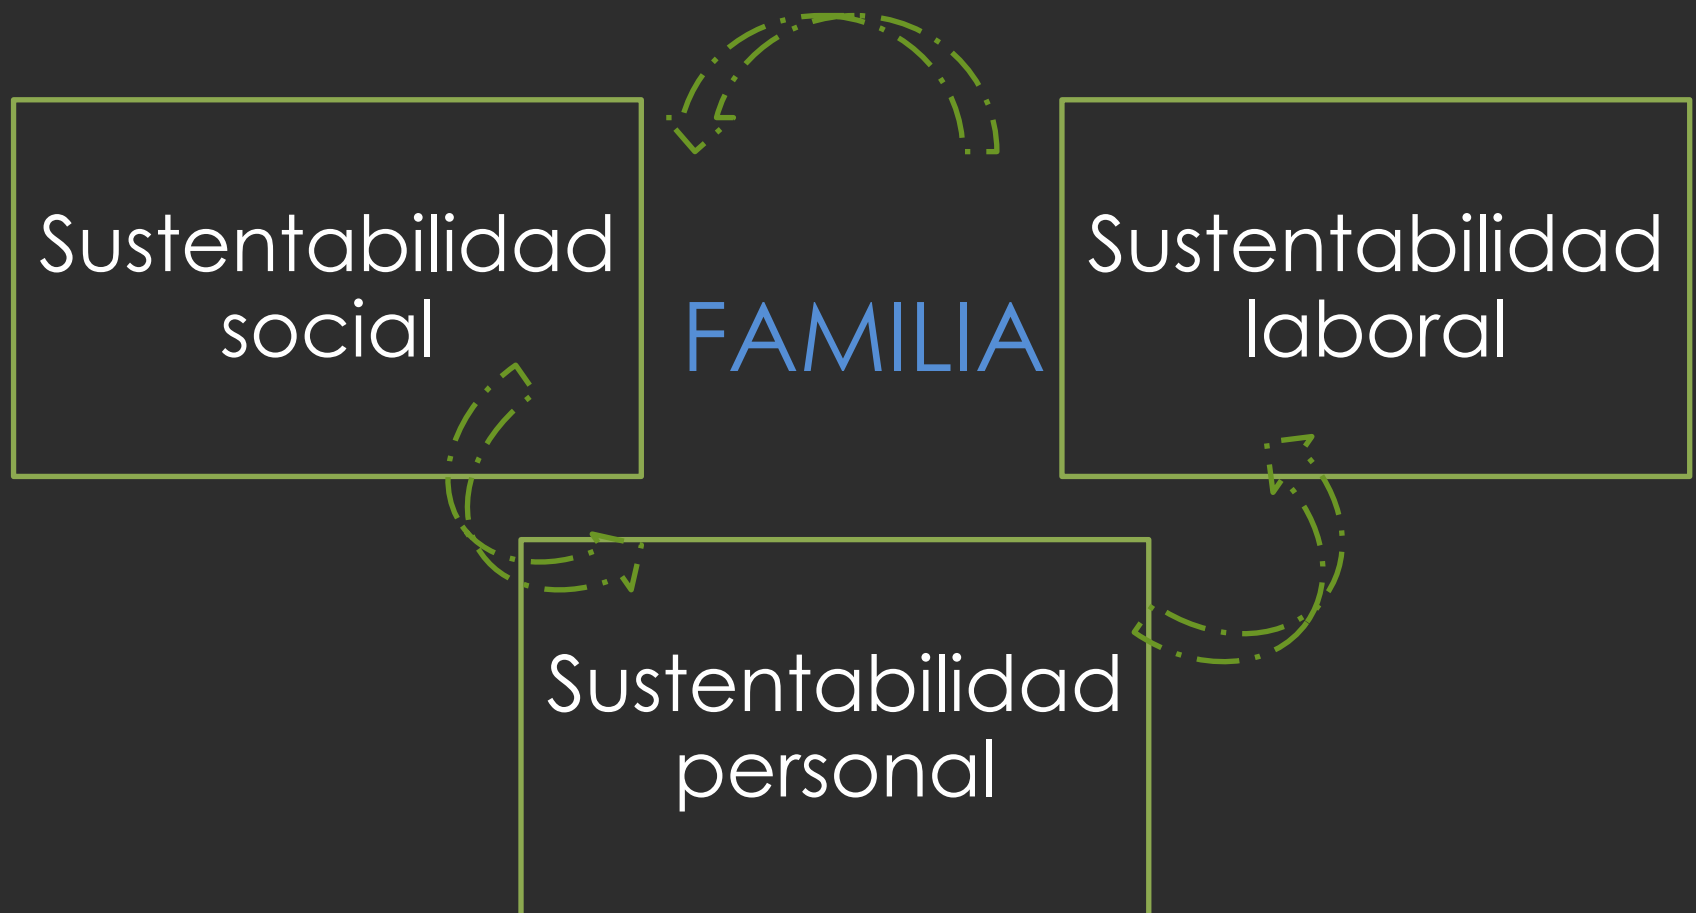 Sustentabilidad
social
FAMILIA
Sustentabilidad
laboral
Sustentabilidad
personal